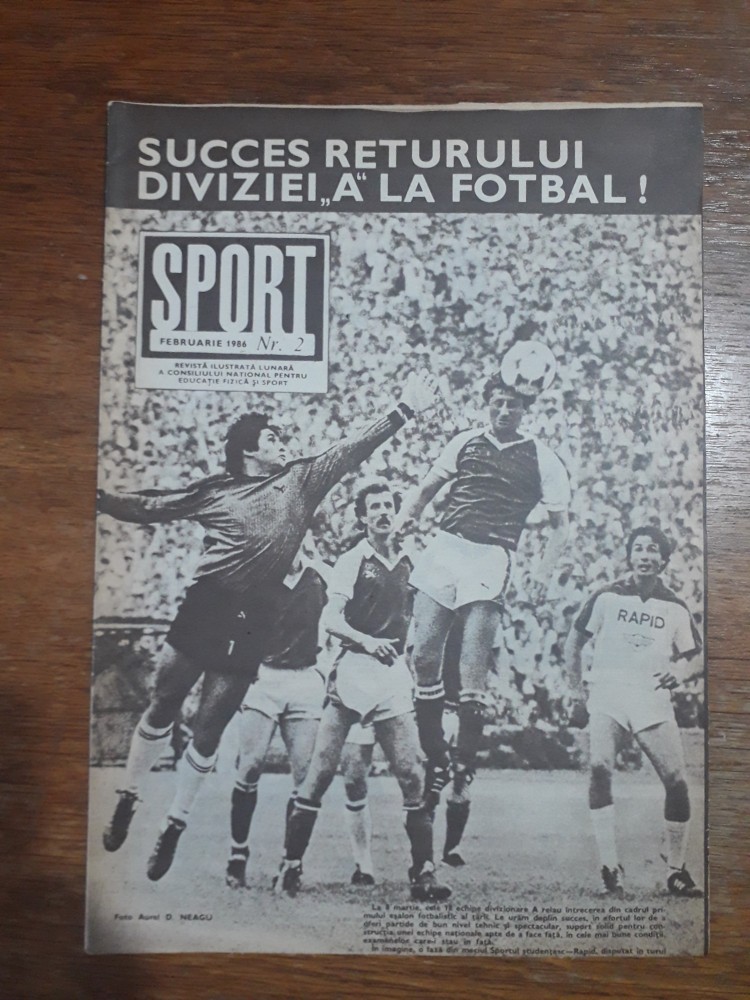 SUCCES RETURULUI
DIVIZIEI „A“ LA FOTBAL !
SPORT
FEBRUARIE 1986 Nr. 2
REVISTĂ ILUSTRATĂ LUNARĂ
A CONSILIULUI NAȚIONAL PENTRU
EDUCAȚIE FIZICĂ ȘI SPORT
RAPID
1
Foto Aurel D. NEAGU
La 8 martie, cele 18 echipe divizionare A reiau întrecerea din cadrul pri-
mului eșalon fotbalistic al țării. Le urăm deplin succes, în efortul lor de a
oferi partide de bun nivel tehnic și spectacular, suport solid pentru con-
strucția unei echipe naționale apte de a face față, în cele mai bune condiții,
examenelor care-i stau în față.
În imagine, o fază din meciul Sportul studențesc—Rapid, disputat în turul